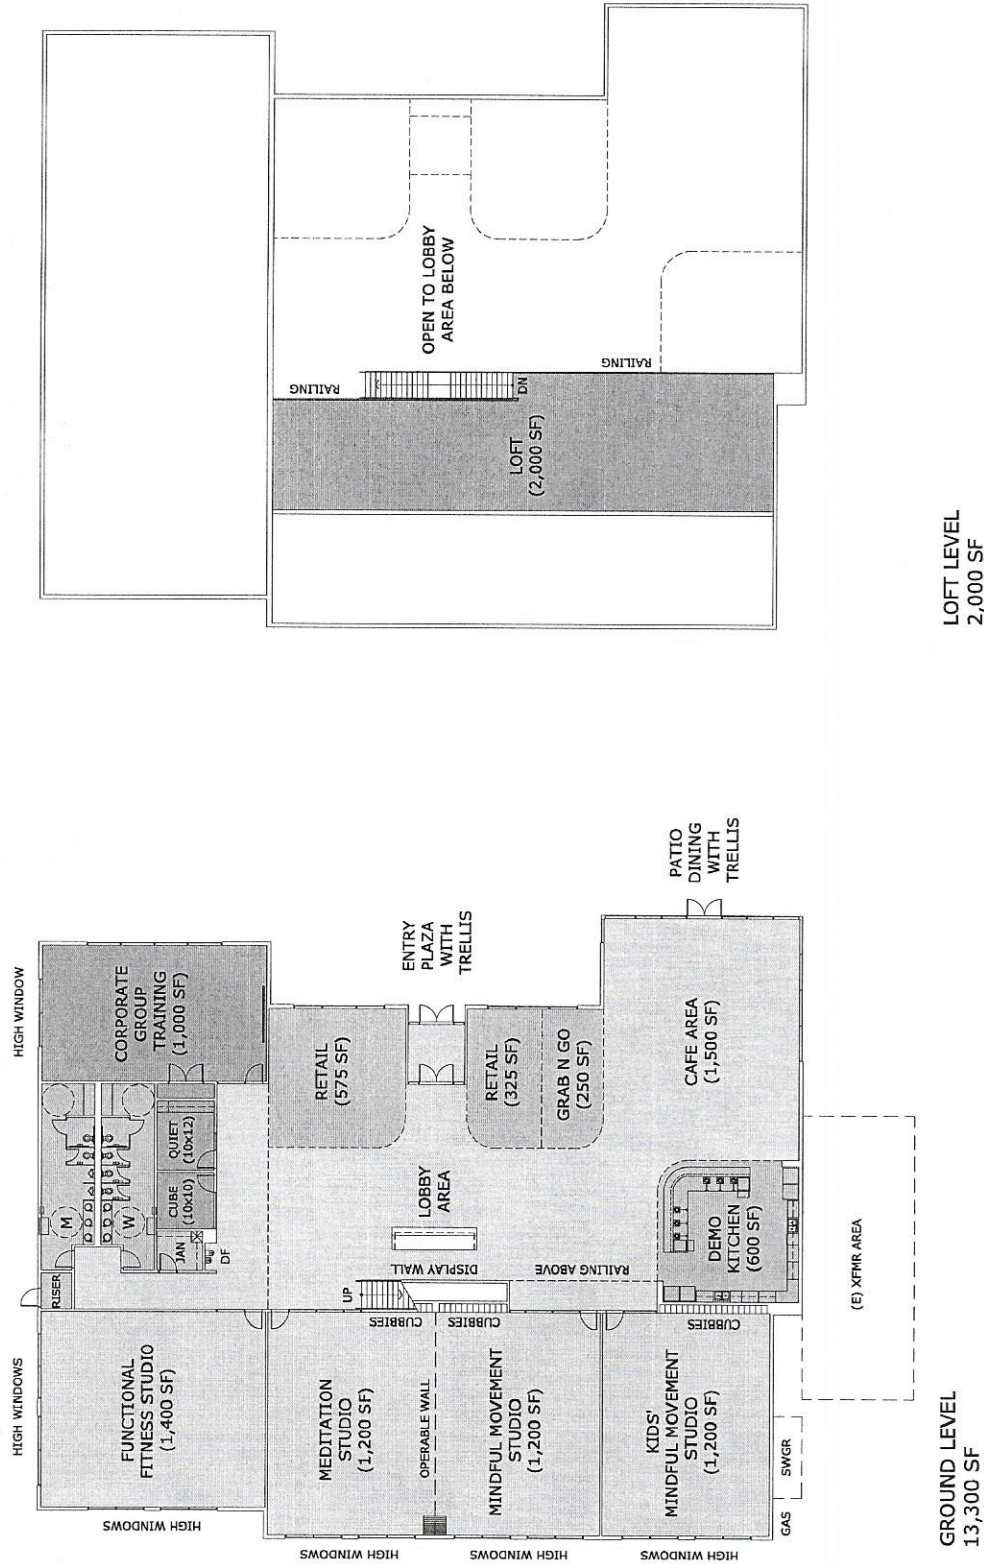 HIGH WINDOWS
HIGH WINDOW
RISER
M
W
JAN
DF
CUBE
(10x10)
QUIET
(10x12)
CORPORATE
GROUP
TRAINING
(1,000 SF)
FUNCTIONAL
FITNESS STUDIO
(1,400 SF)
HIGH WINDOWS
MEDITATION
STUDIO
(1,200 SF)
UP
CUBBIES
CUBBIES
DISPLAY WALL
LOBBY
AREA
RETAIL
(575 SF)
ENTRY
PLAZA
WITH
TRELLIS
OPERABLE WALL
HIGH WINDOWS
MINDFUL MOVEMENT
STUDIO
(1,200 SF)
RAILING ABOVE
RETAIL
(325 SF)
GRAB N GO
(250 SF)
KIDS'
MINDFUL MOVEMENT
STUDIO
(1,200 SF)
HIGH WINDOWS
CUBBIES
DEMO
KITCHEN
(600 SF)
CAFE AREA
(1,500 SF)
PATIO
DINING
WITH
TRELLIS
GAS
SWGR
(E) XFMR AREA
GROUND LEVEL
13,300 SF
RAILING
OPEN TO LOBBY
AREA BELOW
DN
LOFT
(2,000 SF)
RAILING
LOFT LEVEL
2,000 SF